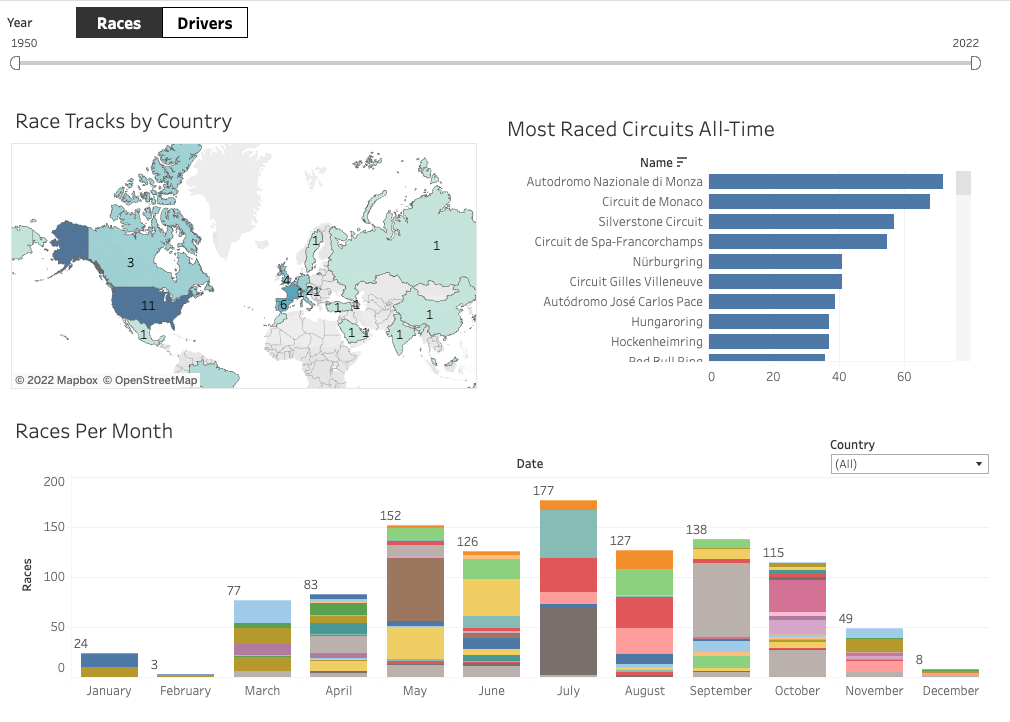 Year
Races Drivers
1950 2022
Race Tracks by Country
Most Raced Circuits All-Time
Name
Autodromo Nazionale di Monza
Circuit de Monaco
Silverstone Circuit
Circuit de Spa-Francorchamps
Nürburgring
Circuit Gilles Villeneuve
Autódromo José Carlos Pace
Hungaroring
Hockenheimring
Red Bull Ring
0 20 40 60
1
1
3
4
1 2 1
11
6
1 1
1
1
1 1
1
© 2022 Mapbox © OpenStreetMap
Races Per Month
Country
(All)
Date
Races
200
150
100
50
0
24
3
77
83
152
126
177
127
138
115
49
8
January February March April May June July August September October November December